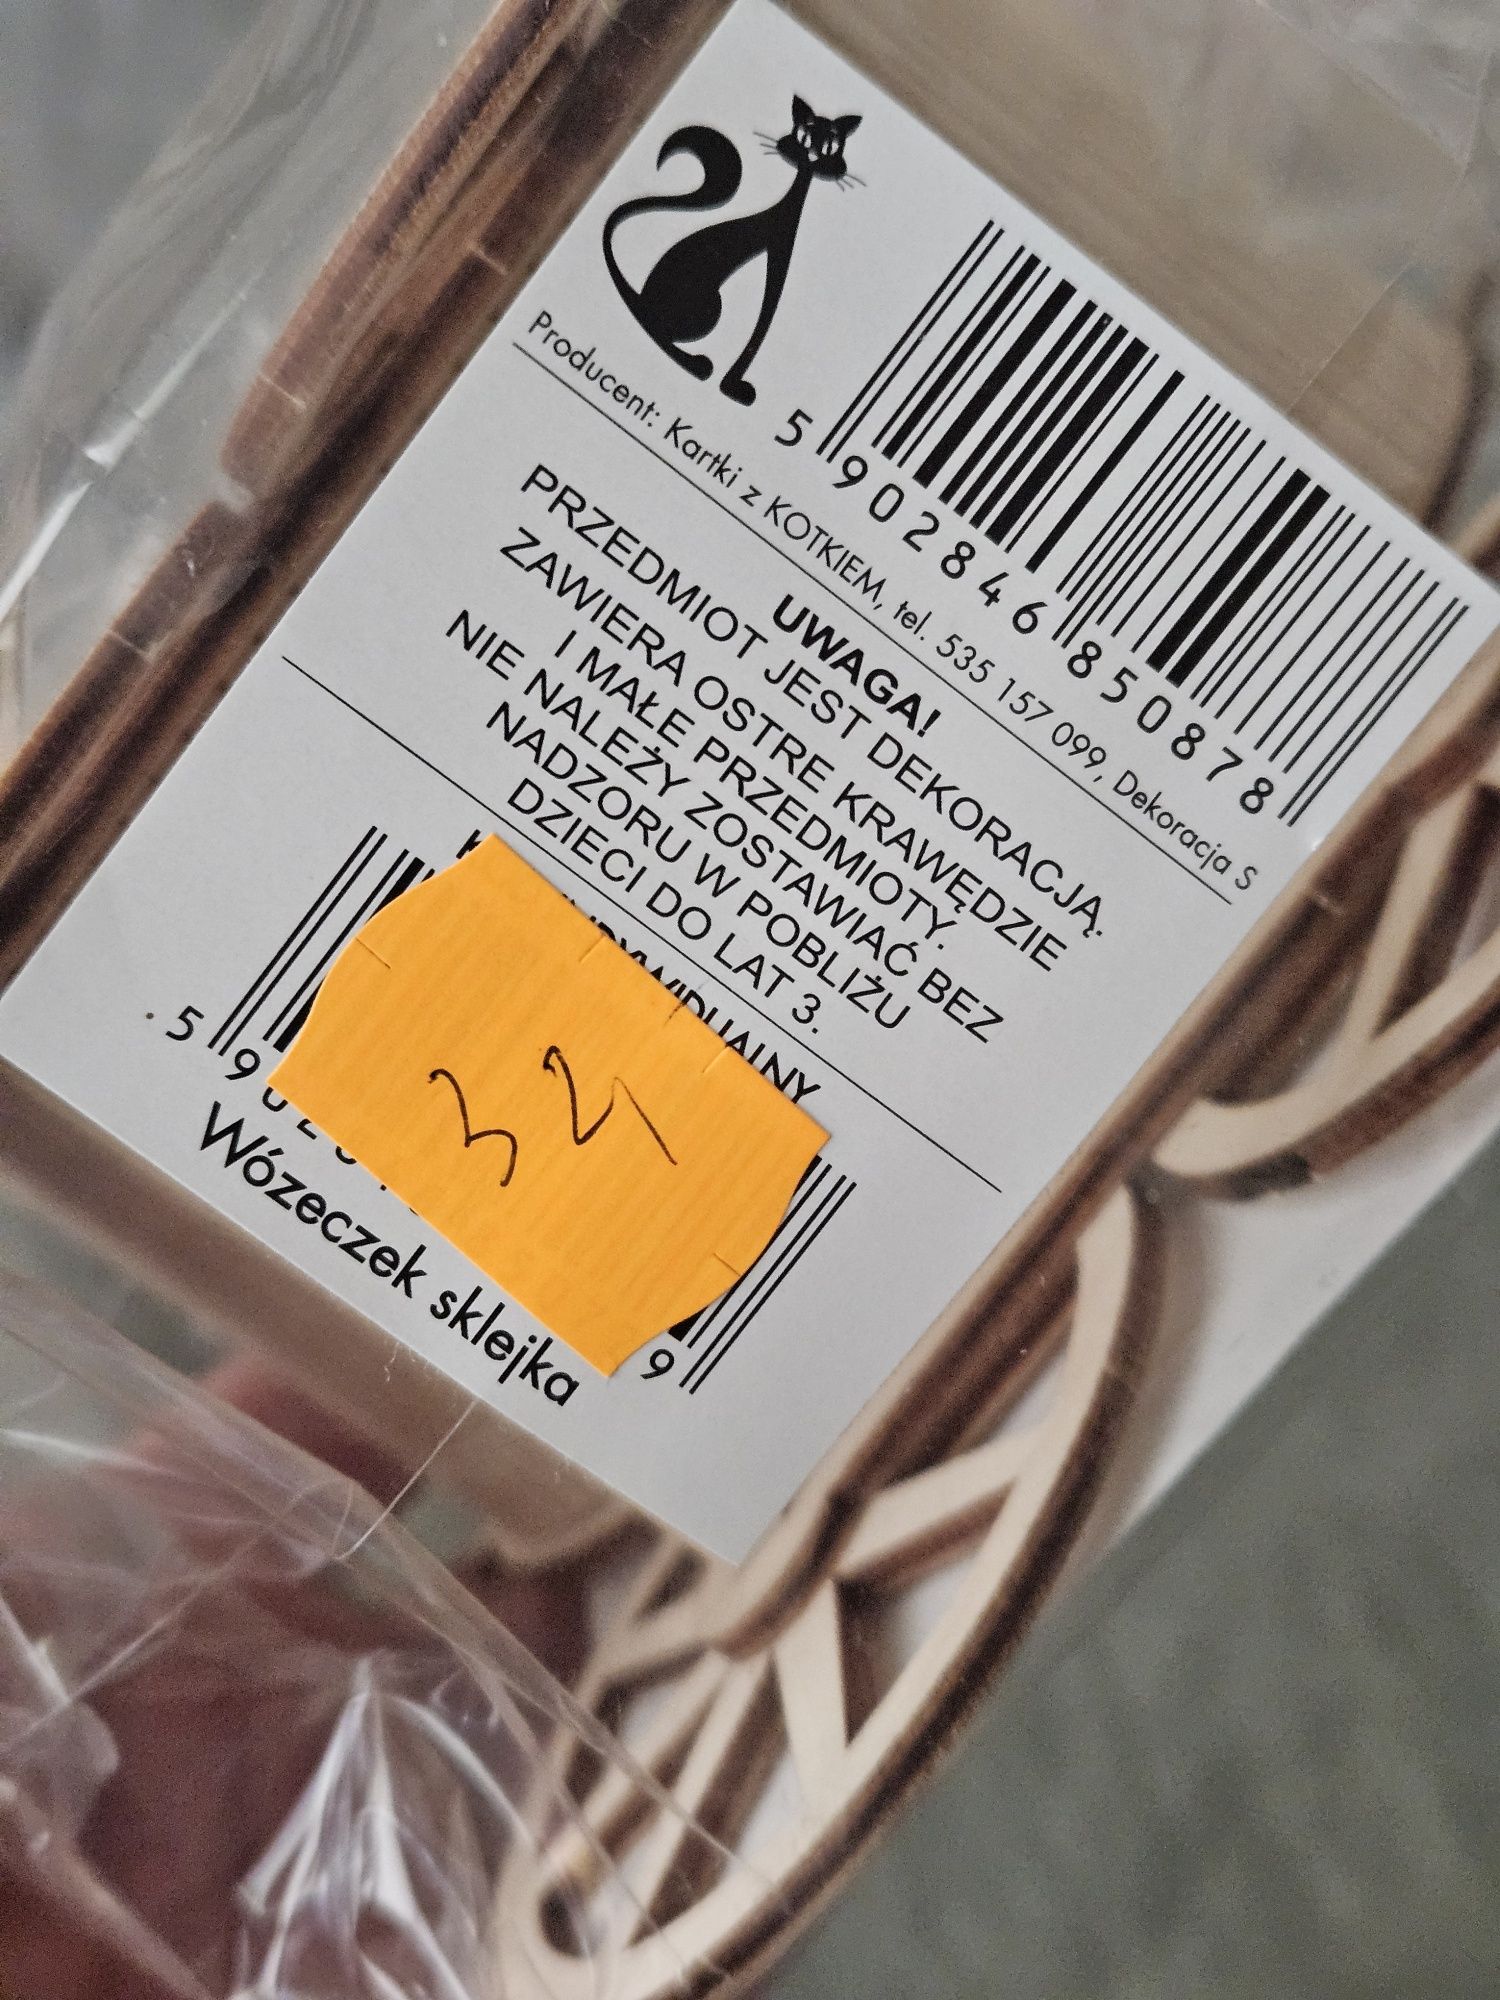 5 902846 850878
Producent: Kartki z KOTKIEM, tel. 535 157 099, Dekoracja S
UWAGA!
PRZEDMIOT JEST DEKORACJĄ.
ZAWIERA OSTRE KRAWĘDZIE
I MAŁE PRZEDMIOTY.
NIE NALEŻY ZOSTAWIAĆ BEZ
NADZORU W POBLIŻU
DZIECI DO LAT 3.
32,
Wózeczek sklejka